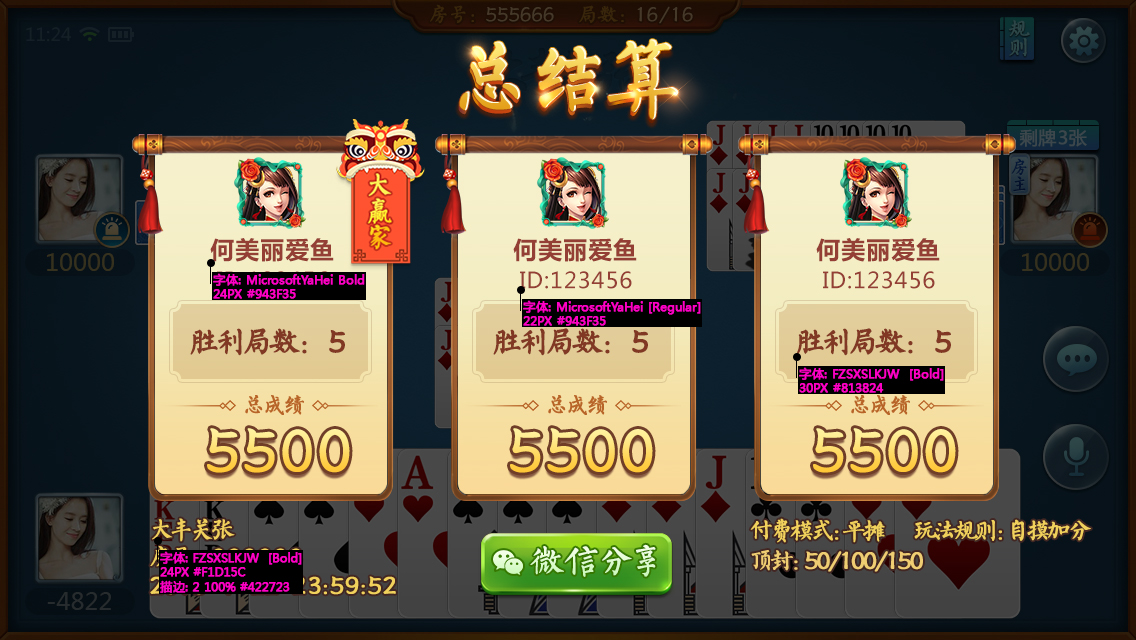 房号: 555666 局数: 16/16
11:24
规则
总结算
J J J J 10 10 10 10
剩牌3张
房主
大赢家
10000
10000
何美丽爱鱼
何美丽爱鱼
何美丽爱鱼
字体: MicrosoftYaHei Bold
24PX #943F35
ID:123456
ID:123456
字体: MicrosoftYaHei [Regular]
22PX #943F35
胜利局数: 5
胜利局数: 5
胜利局数: 5
字体: FZSXSLKJW [Bold]
30PX #813824
总成绩
总成绩
总成绩
5500
5500
5500
K K A J
大丰关张
字体: FZSXSLKJW [Bold]
24PX #F1D15C
描边: 2 100% #422723
3:59:52
微信分享
付费模式: 平摊 玩法规则: 自摸加分
顶封: 50/100/150
-4822